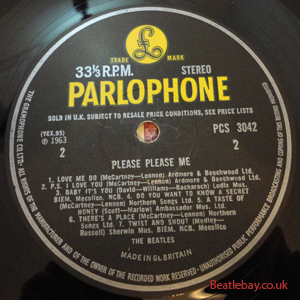 TRADE MARK
33⅓ R.P.M. STEREO
PARLOPHONE
SOLD IN U.K. SUBJECT TO RESALE PRICE CONDITIONS, SEE PRICE LISTS
(YEX.95)
℗ 1963
PCS 3042
2 2
PLEASE PLEASE ME
1. LOVE ME DO (McCartney—Lennon) Ardmore & Beechwood Ltd.
2. P.S. I LOVE YOU (McCartney—Lennon) Ardmore & Beechwood Ltd.
3. BABY IT'S YOU (David—Williams—Bacharach) Ludix Mus.
BIEM. Mecolico, NCB. 4. DO YOU WANT TO KNOW A SECRET
(McCartney—Lennon) Northern Songs Ltd. 5. A TASTE OF
HONEY (Scott—Marlow) Ambassador Mus. Ltd.
6. THERE'S A PLACE (McCartney—Lennon) Northern
Songs Ltd. 7. TWIST AND SHOUT (Medley—
Russell) Sherwin Mus. BIEM, NCB, Mecolico
THE BEATLES
MADE IN GT. BRITAIN
THE GRAMOPHONE CO. LTD. ALL RIGHTS OF THE MANUFACTURER AND OF THE OWNER OF THE RECORDED WORK RESERVED. UNAUTHORISED PUBLIC PERFORMANCE BROADCASTING AND COPYING OF THIS RECORD PROHIBITED
Beatlebay.co.uk